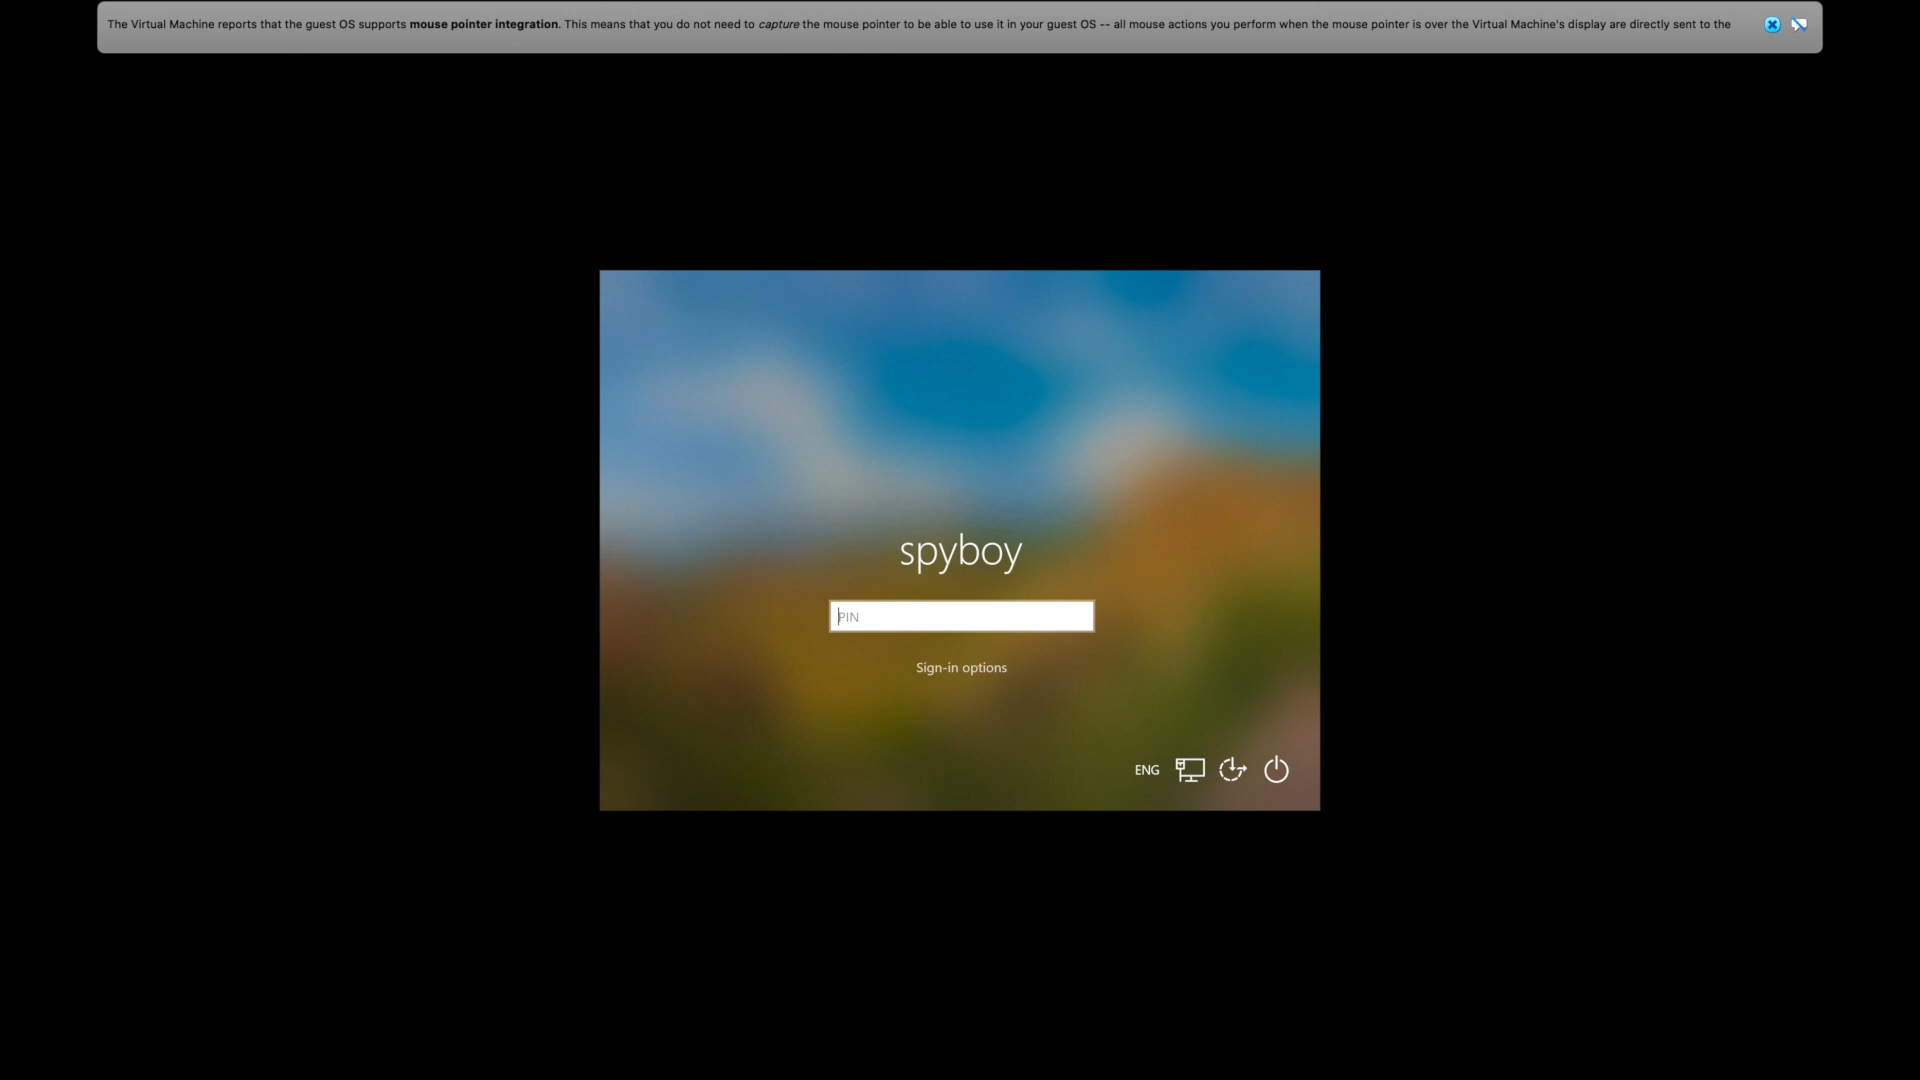 The Virtual Machine reports that the guest OS supports mouse pointer integration. This means that you do not need to capture the mouse pointer to be able to use it in your guest OS -- all mouse actions you perform when the mouse pointer is over the Virtual Machine's display are directly sent to the
spyboy
PIN
Sign-in options
ENG